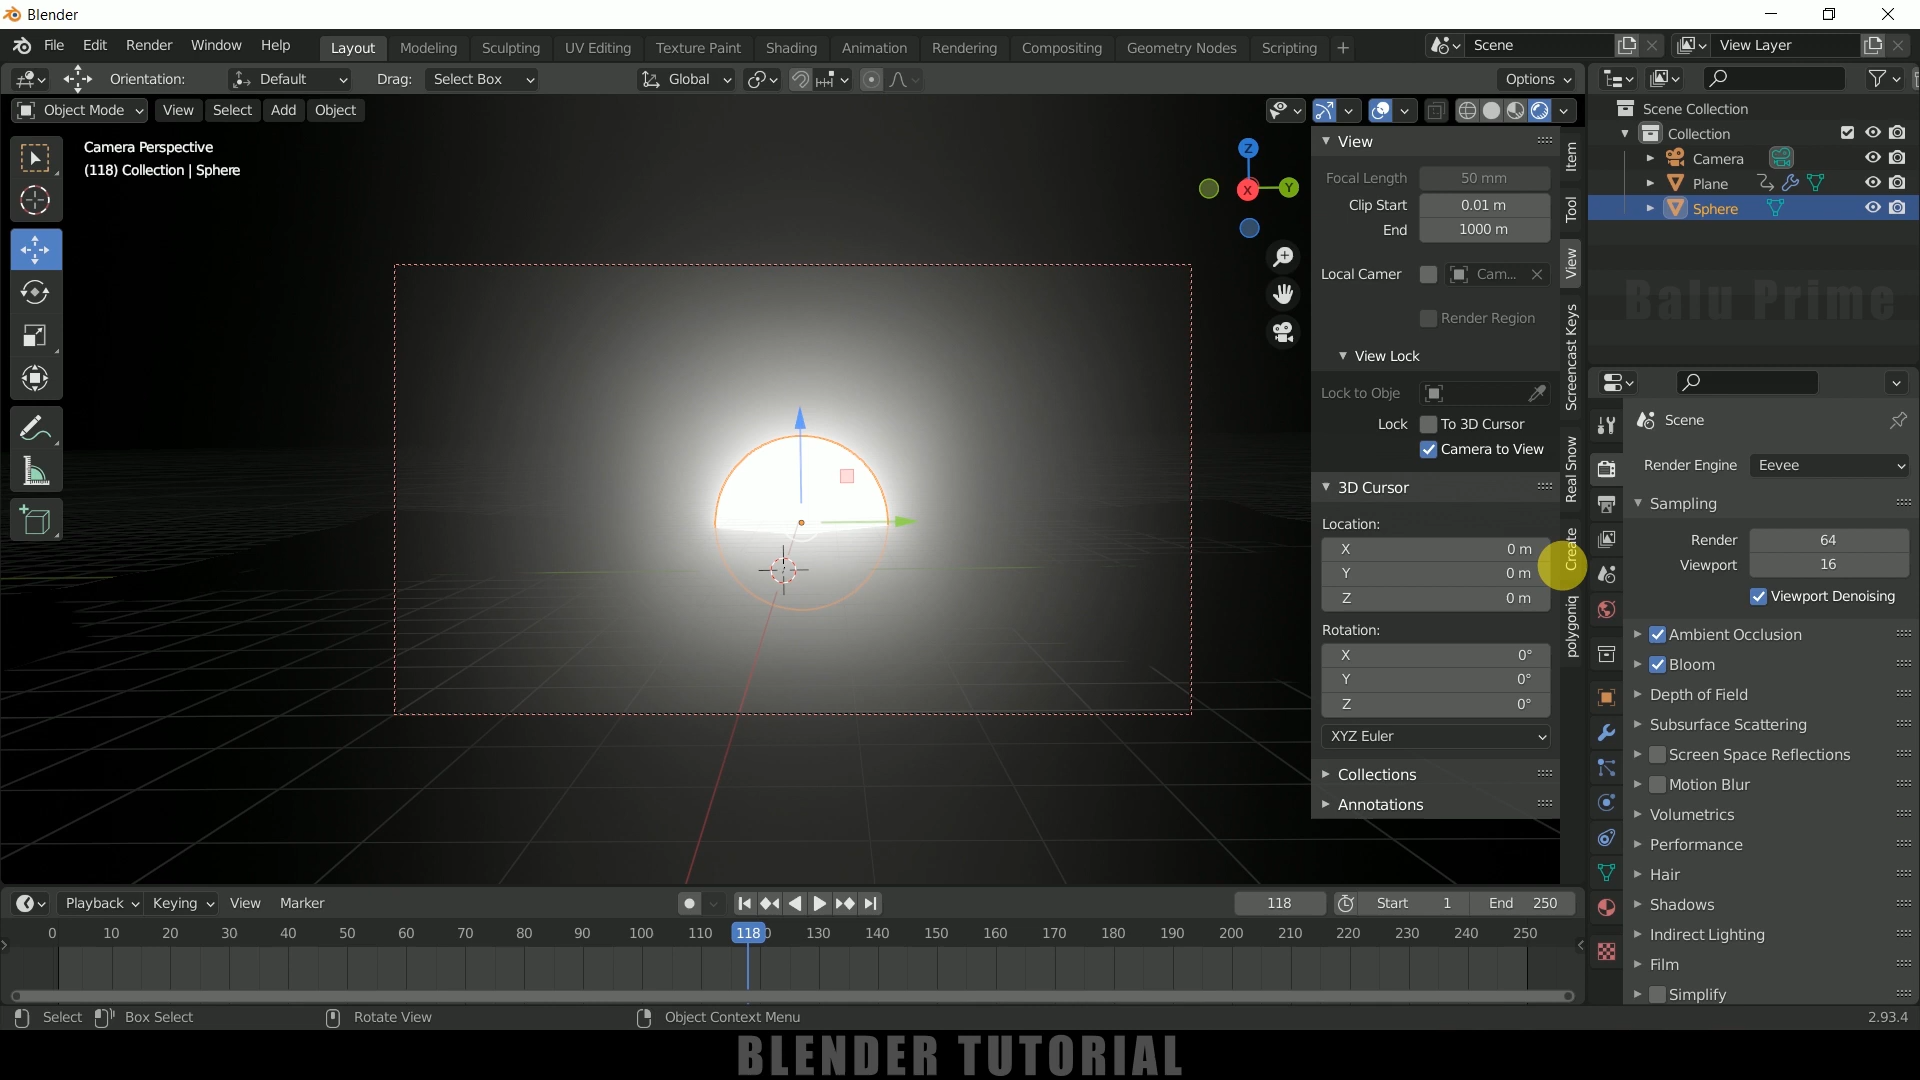 Blender
File Edit Render Window Help Layout Modeling Sculpting UV Editing Texture Paint Shading Animation Rendering Compositing Geometry Nodes Scripting + Scene View Layer
Orientation: Default Drag: Select Box Global Options
Object Mode View Select Add Object
Camera Perspective
(118) Collection | Sphere
Z
Y
X
View
Focal Length 50 mm
Clip Start 0.01 m
End 1000 m
Local Camer Cam...
Render Region
View Lock
Lock to Obje
Lock To 3D Cursor
Camera to View
3D Cursor
Location:
X 0 m
Y 0 m
Z 0 m
Rotation:
X 0°
Y 0°
Z 0°
XYZ Euler
Collections
Annotations
Item
Tool
View
Screencast Keys
Real Snow
Create
polygoniq
Scene Collection
Collection
Camera
Plane
Sphere
Balu Prime
Scene
Render Engine Eevee
Sampling
Render 64
Viewport 16
Viewport Denoising
Ambient Occlusion
Bloom
Depth of Field
Subsurface Scattering
Screen Space Reflections
Motion Blur
Volumetrics
Performance
Hair
Shadows
Indirect Lighting
Film
Simplify
Playback Keying View Marker 118 Start 1 End 250
0 10 20 30 40 50 60 70 80 90 100 110 118 130 140 150 160 170 180 190 200 210 220 230 240 250
Select Box Select Rotate View Object Context Menu 2.93.4
BLENDER TUTORIAL